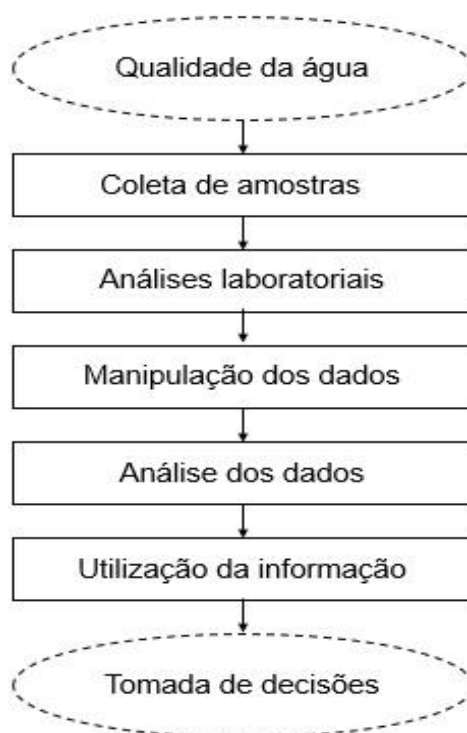 Qualidade da água
Coleta de amostras
Análises laboratoriais
Manipulação dos dados
Análise dos dados
Utilização da informação
Tomada de decisões